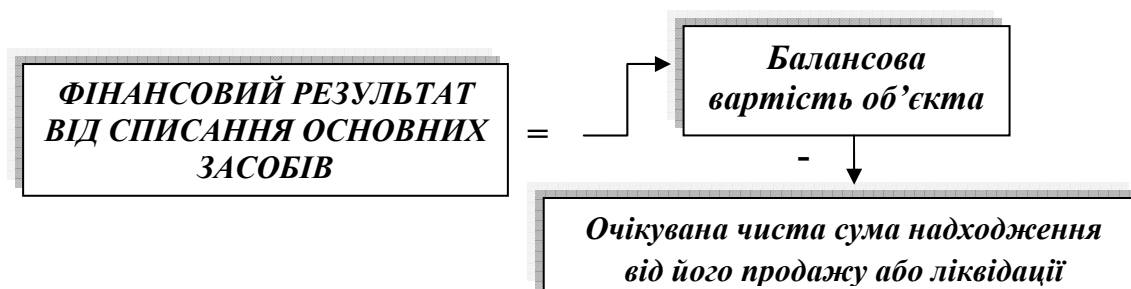 ФІНАНСОВИЙ РЕЗУЛЬТАТ
ВІД СПИСАННЯ ОСНОВНИХ
ЗАСОБІВ
=
Балансова
вартість об’єкта
-
Очікувана чиста сума надходження
від його продажу або ліквідації